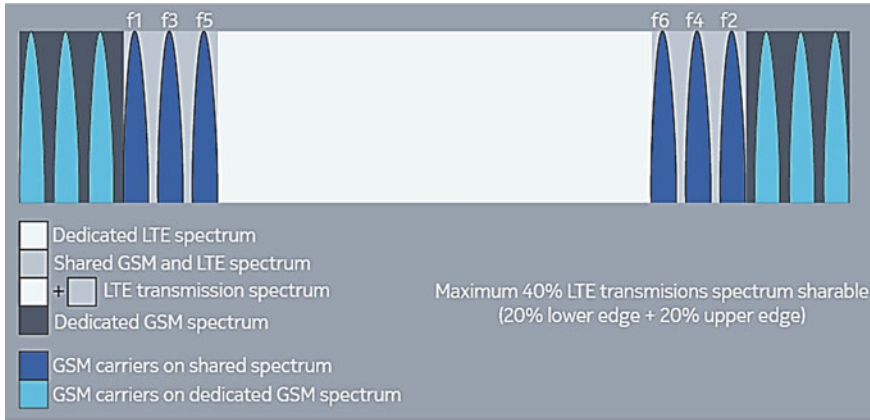 f1 f3 f5 f6 f4 f2
Dedicated LTE spectrum
Shared GSM and LTE spectrum
+ LTE transmission spectrum
Dedicated GSM spectrum
GSM carriers on shared spectrum
GSM carriers on dedicated GSM spectrum
Maximum 40% LTE transmisions spectrum sharable
(20% lower edge + 20% upper edge)